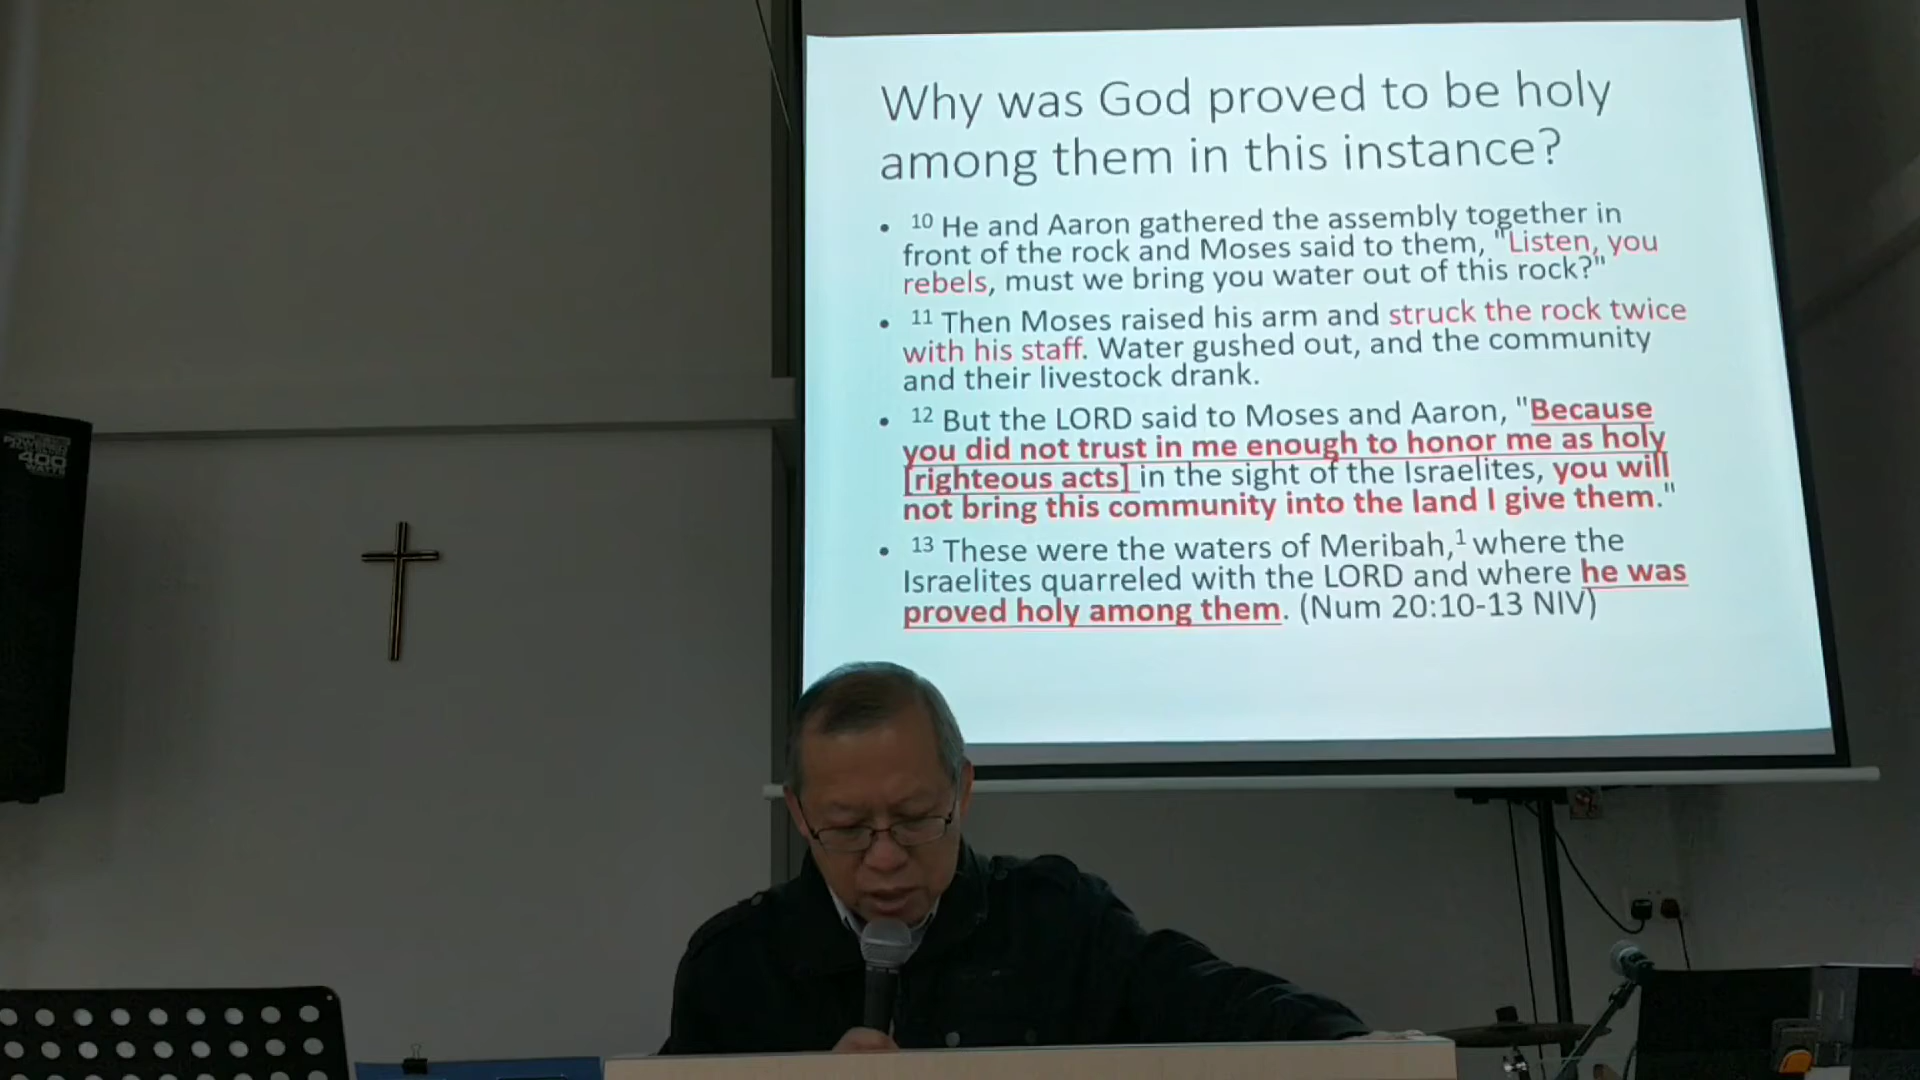 Why was God proved to be holy
among them in this instance?
• 10 He and Aaron gathered the assembly together in
front of the rock and Moses said to them, "Listen, you
rebels, must we bring you water out of this rock?"
• 11 Then Moses raised his arm and struck the rock twice
with his staff. Water gushed out, and the community
and their livestock drank.
• 12 But the LORD said to Moses and Aaron, "Because
you did not trust in me enough to honor me as holy
[righteous acts] in the sight of the Israelites, you will
not bring this community into the land I give them."
• 13 These were the waters of Meribah,1 where the
Israelites quarreled with the LORD and where he was
proved holy among them. (Num 20:10-13 NIV)
POWERED
400
WATTS